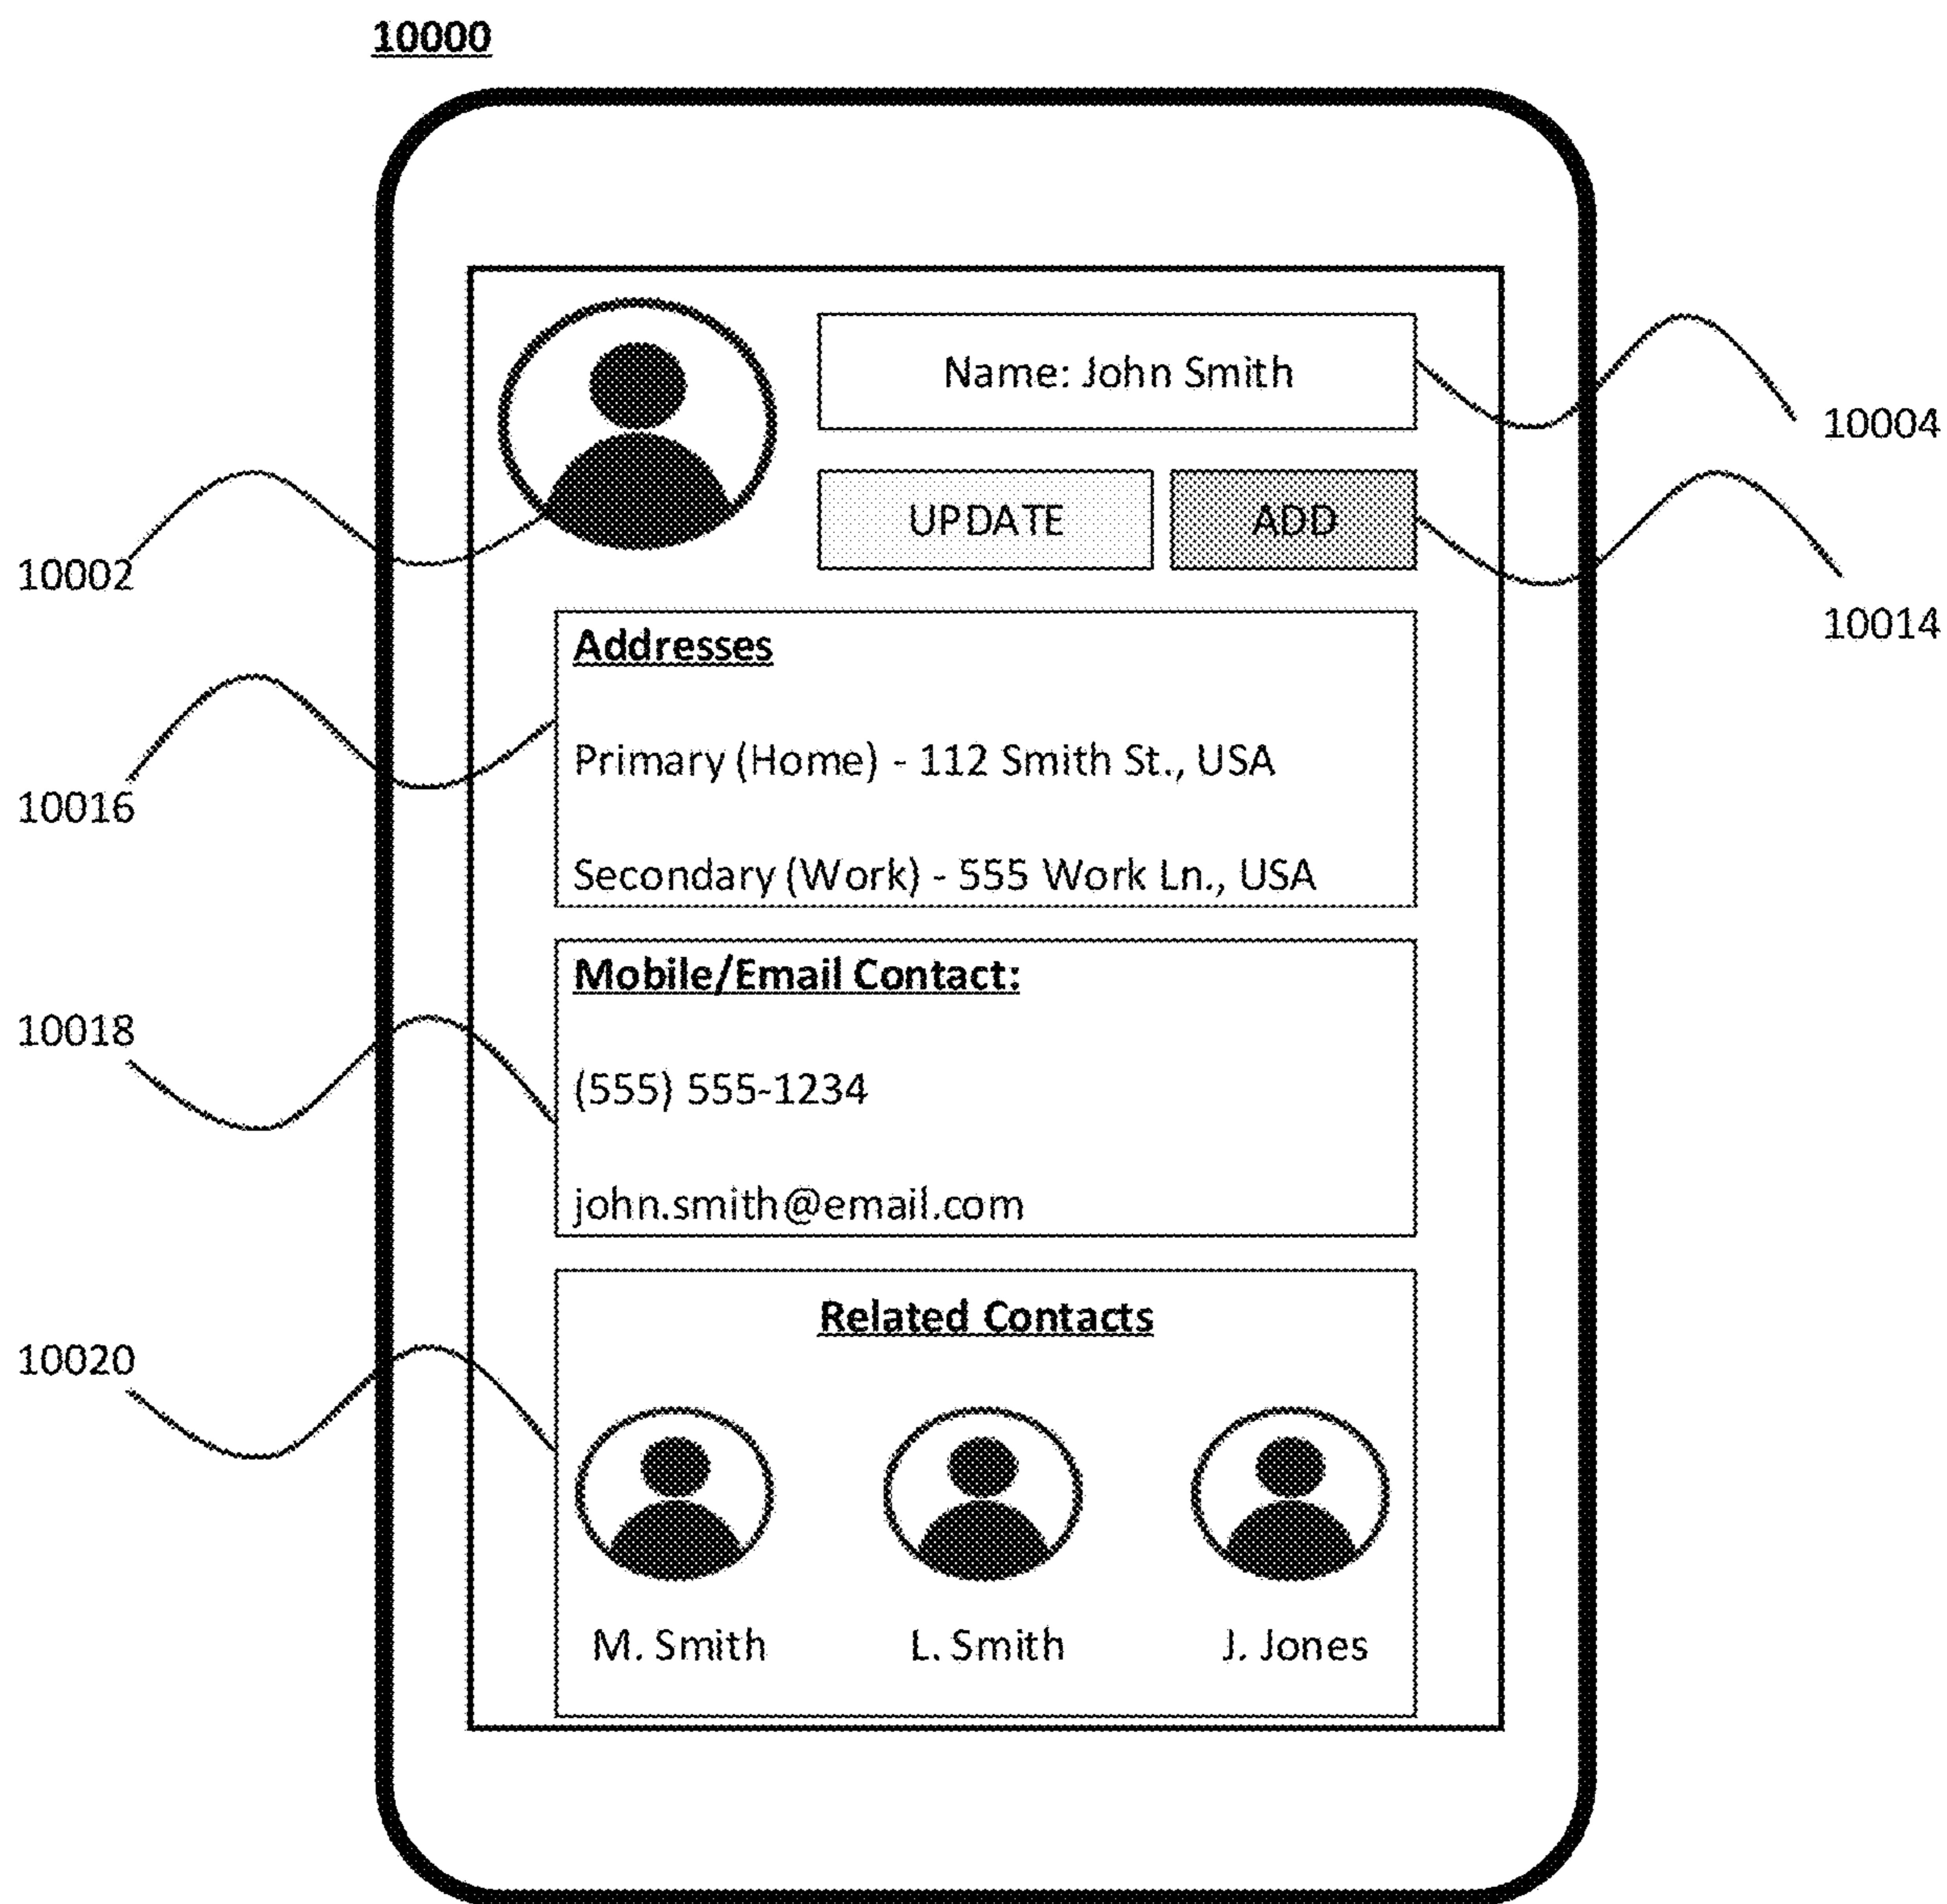 10000
Name: John Smith
10004
UPDATE
ADD
10002
10014
Addresses
Primary (Home) - 112 Smith St., USA
10016
Secondary (Work) - 555 Work Ln., USA
Mobile/Email Contact:
10018
(555) 555-1234
john.smith@email.com
Related Contacts
10020
M. Smith
L. Smith
J. Jones